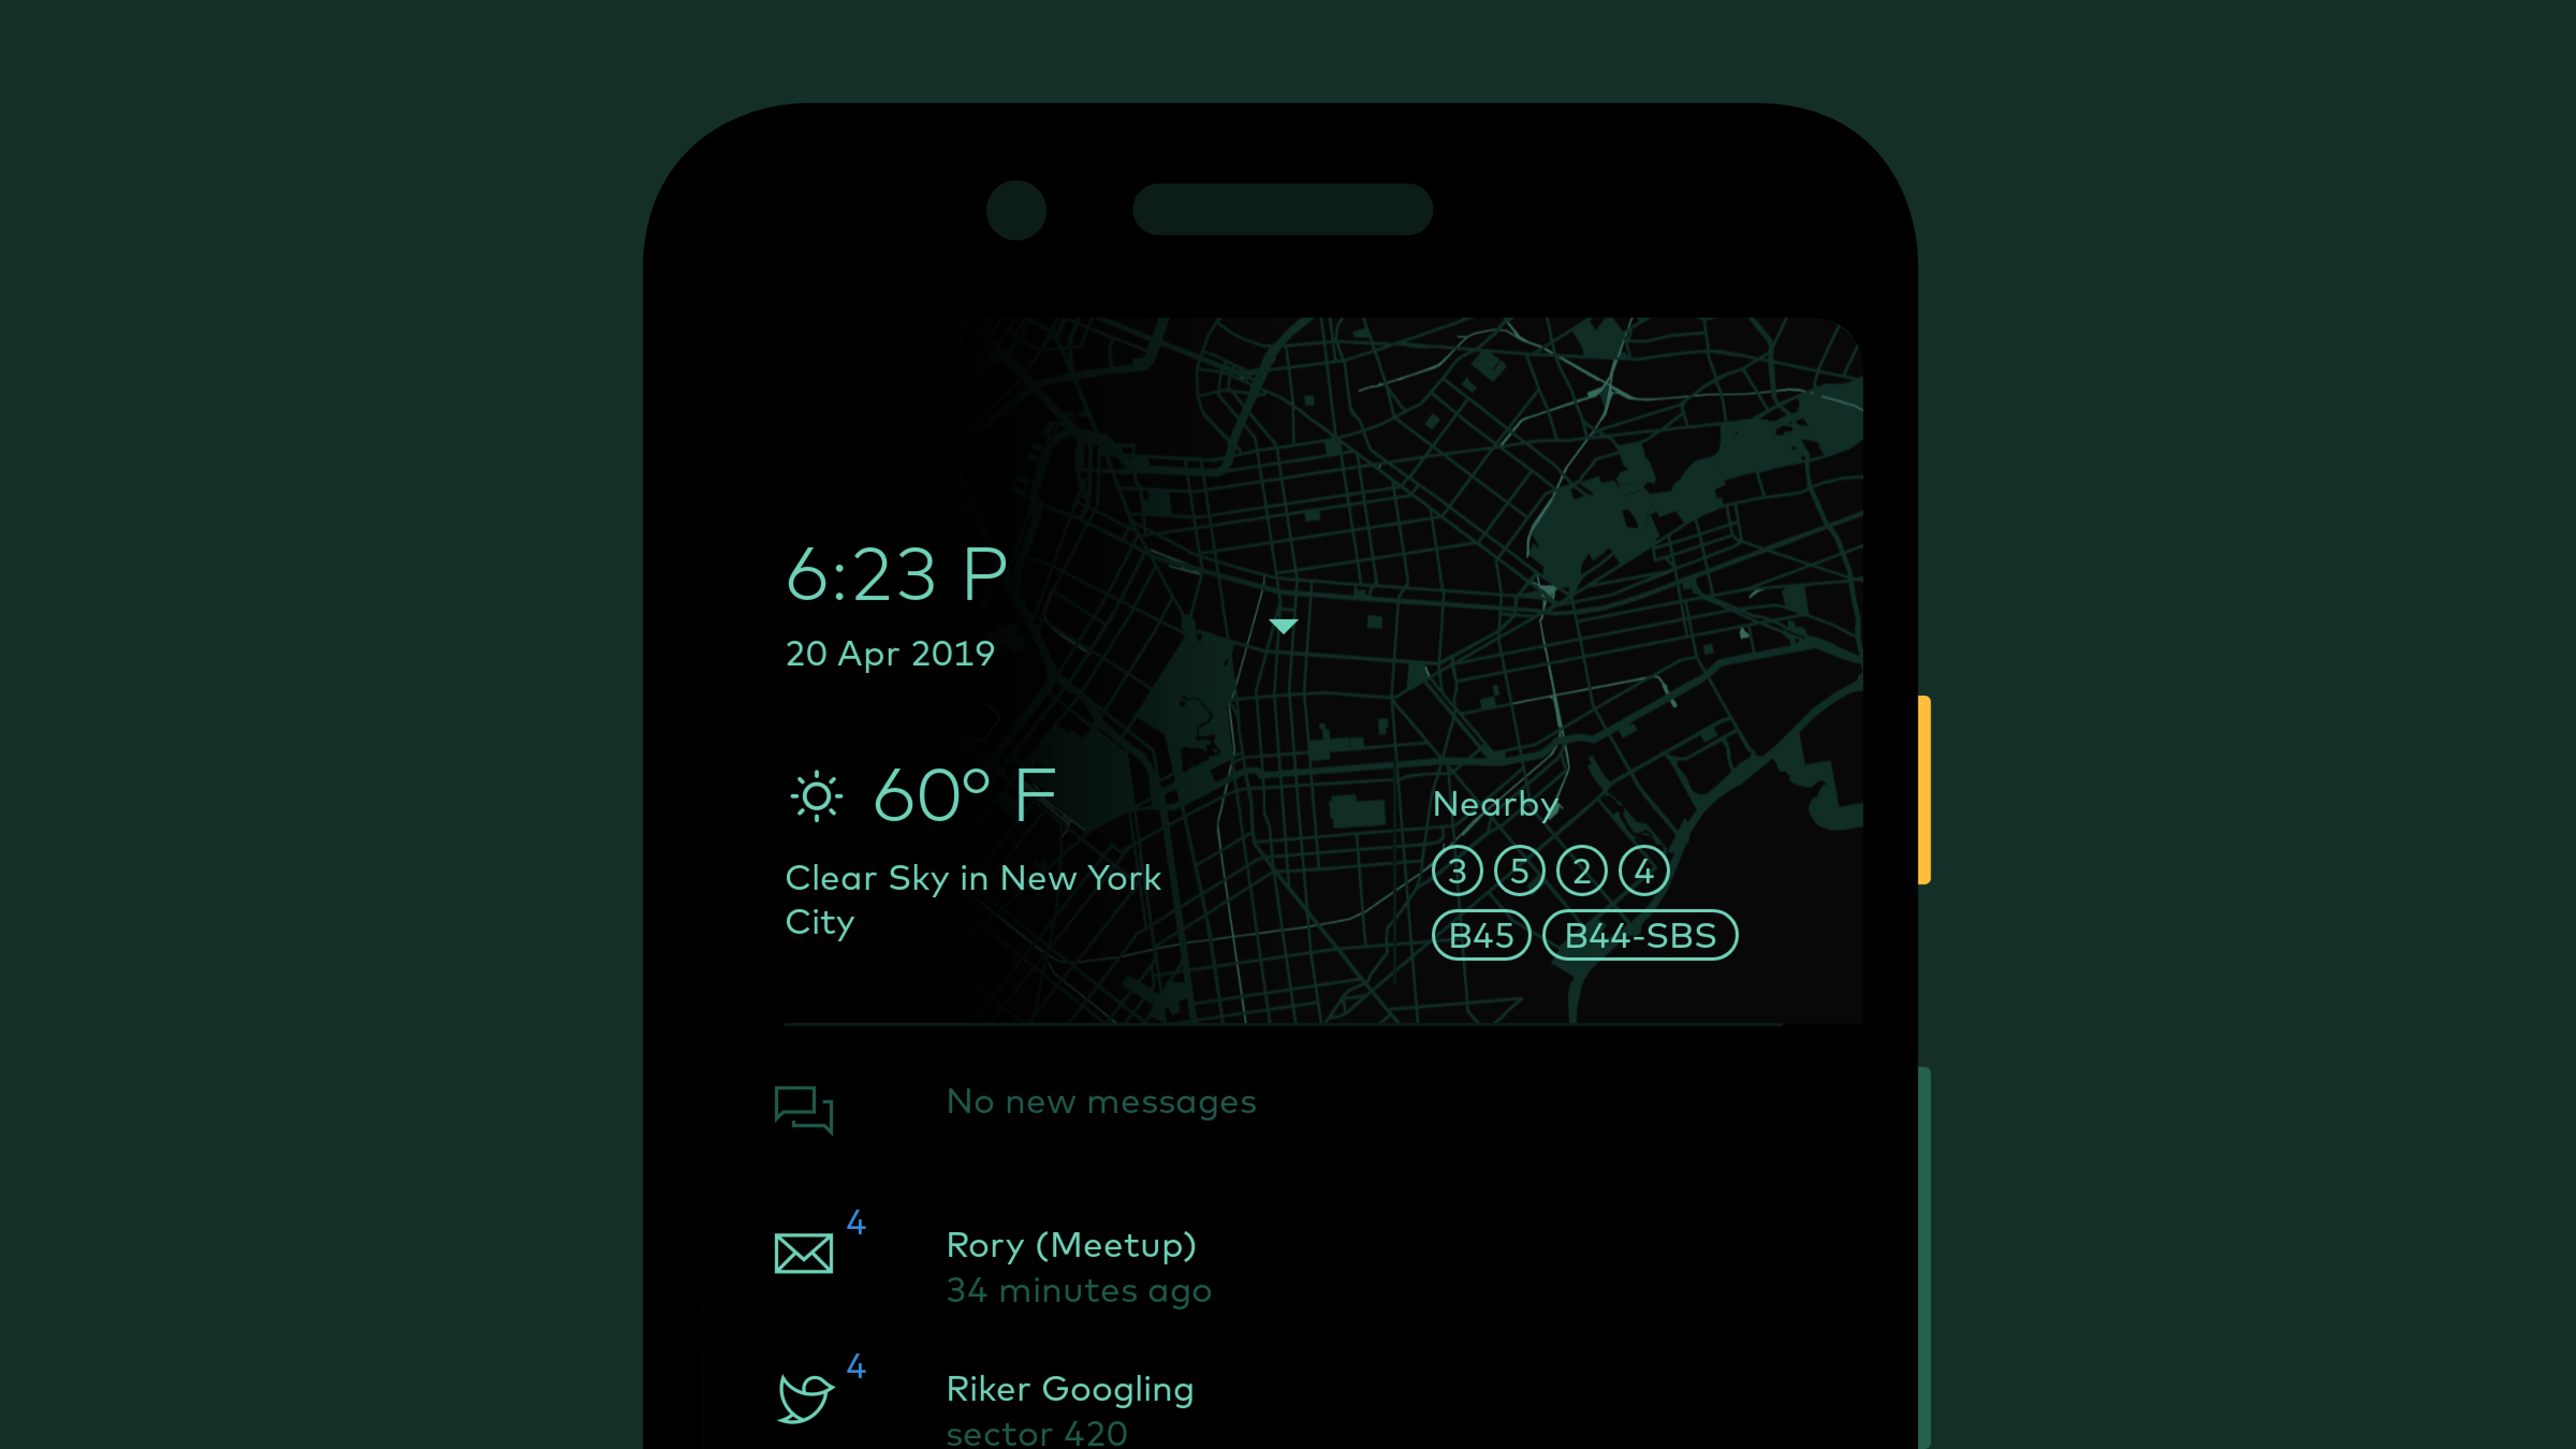 6:23 P
20 Apr 2019
60° F
Clear Sky in New York
City
Nearby
3 5 2 4
B45 B44-SBS
No new messages
4
Rory (Meetup)
34 minutes ago
4
Riker Googling
sector 420